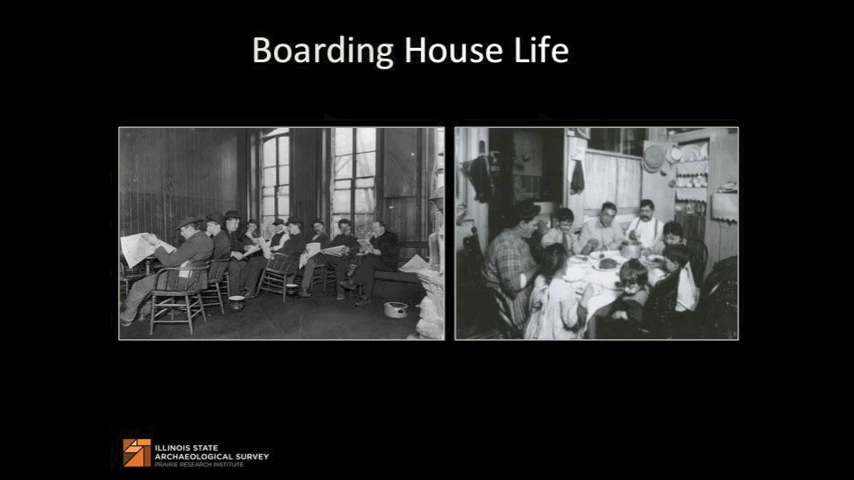 Boarding House Life
ILLINOIS STATE
ARCHAEOLOGICAL SURVEY
PRAIRIE RESEARCH INSTITUTE